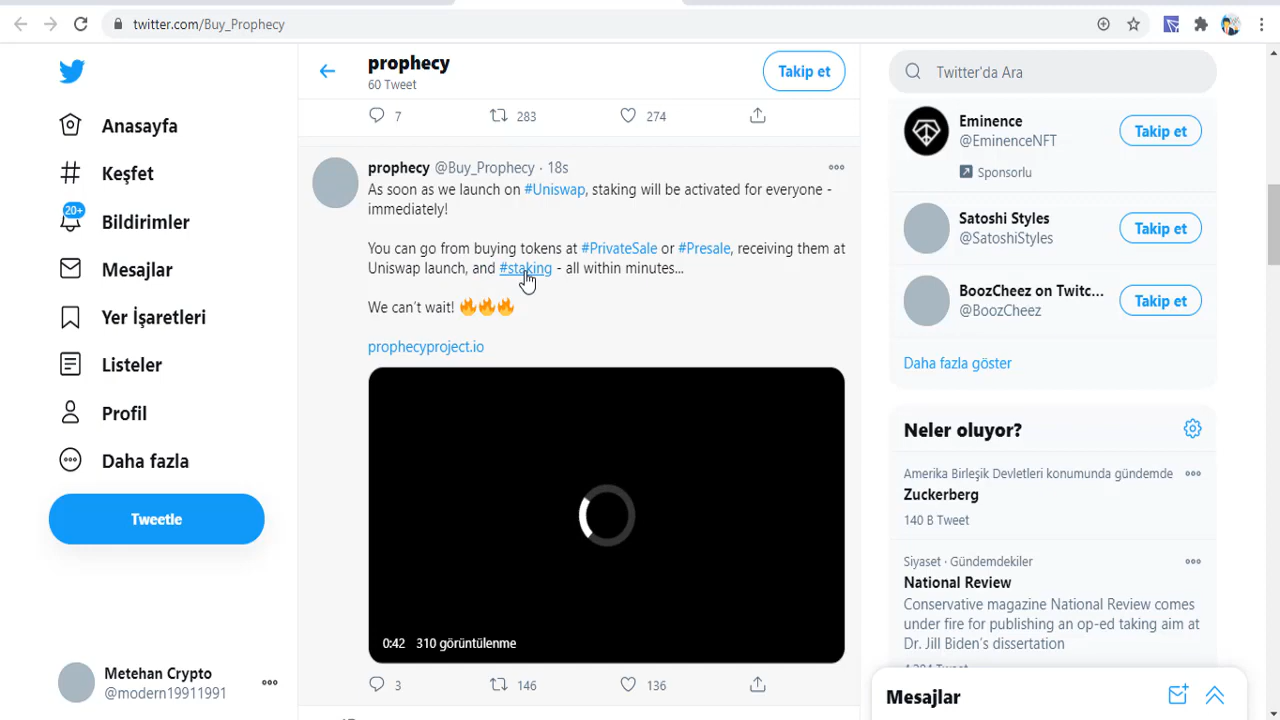 twitter.com/Buy_Prophecy
Anasayfa
Keşfet
20+
Bildirimler
Mesajlar
Yer İşaretleri
Listeler
Profil
Daha fazla
Tweetle
Metehan Crypto
@modern19911991
prophecy
60 Tweet
Takip et
7 283 274
prophecy @Buy_Prophecy · 18s
As soon as we launch on #Uniswap, staking will be activated for everyone -
immediately!
You can go from buying tokens at #PrivateSale or #Presale, receiving them at
Uniswap launch, and #staking - all within minutes...
We can't wait! 🔥🔥🔥
prophecyproject.io
0:42 310 görüntülenme
3 146 136
Twitter'da Ara
Eminence
@EminenceNFT
Takip et
Sponsorlu
Satoshi Styles
@SatoshiStyles
Takip et
BoozCheez on Twitc...
@BoozCheez
Takip et
Daha fazla göster
Neler oluyor?
Amerika Birleşik Devletleri konumunda gündemde
Zuckerberg
140 B Tweet
Siyaset · Gündemdekiler
National Review
Conservative magazine National Review comes
under fire for publishing an op-ed taking aim at
Dr. Jill Biden's dissertation
Mesajlar